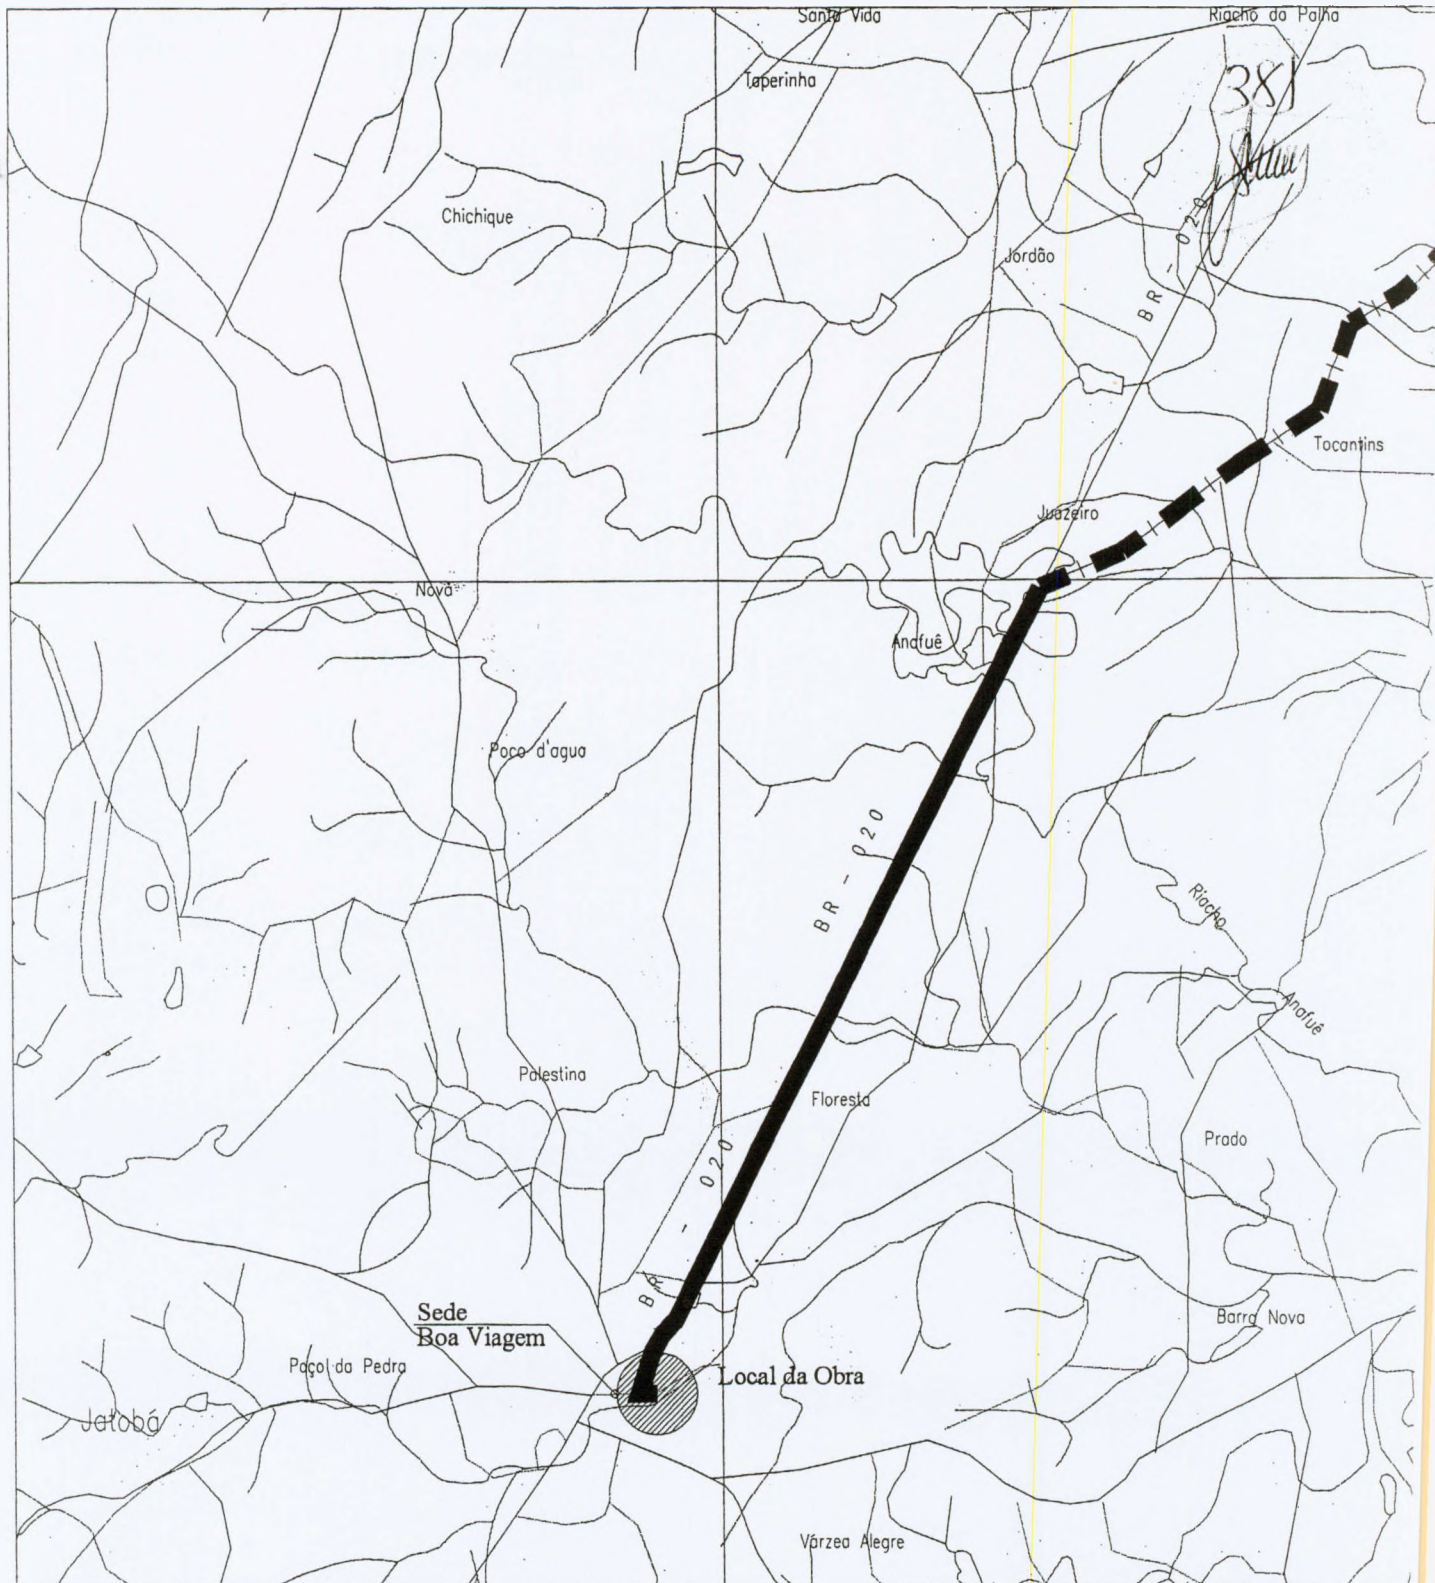 Santa Vida
Riacho da Palha
Taperinha
381
Chichique
BR - 020
Jordão
Tocantins
Juazeiro
Nova
Anafuê
Poco d'agua
BR - 020
Riacho
Anafuê
Palestina
Floresta
Prado
BR - 020
Sede
Boa Viagem
Barra Nova
Local da Obra
Paçol da Pedra
Jatobá
Várzea Alegre